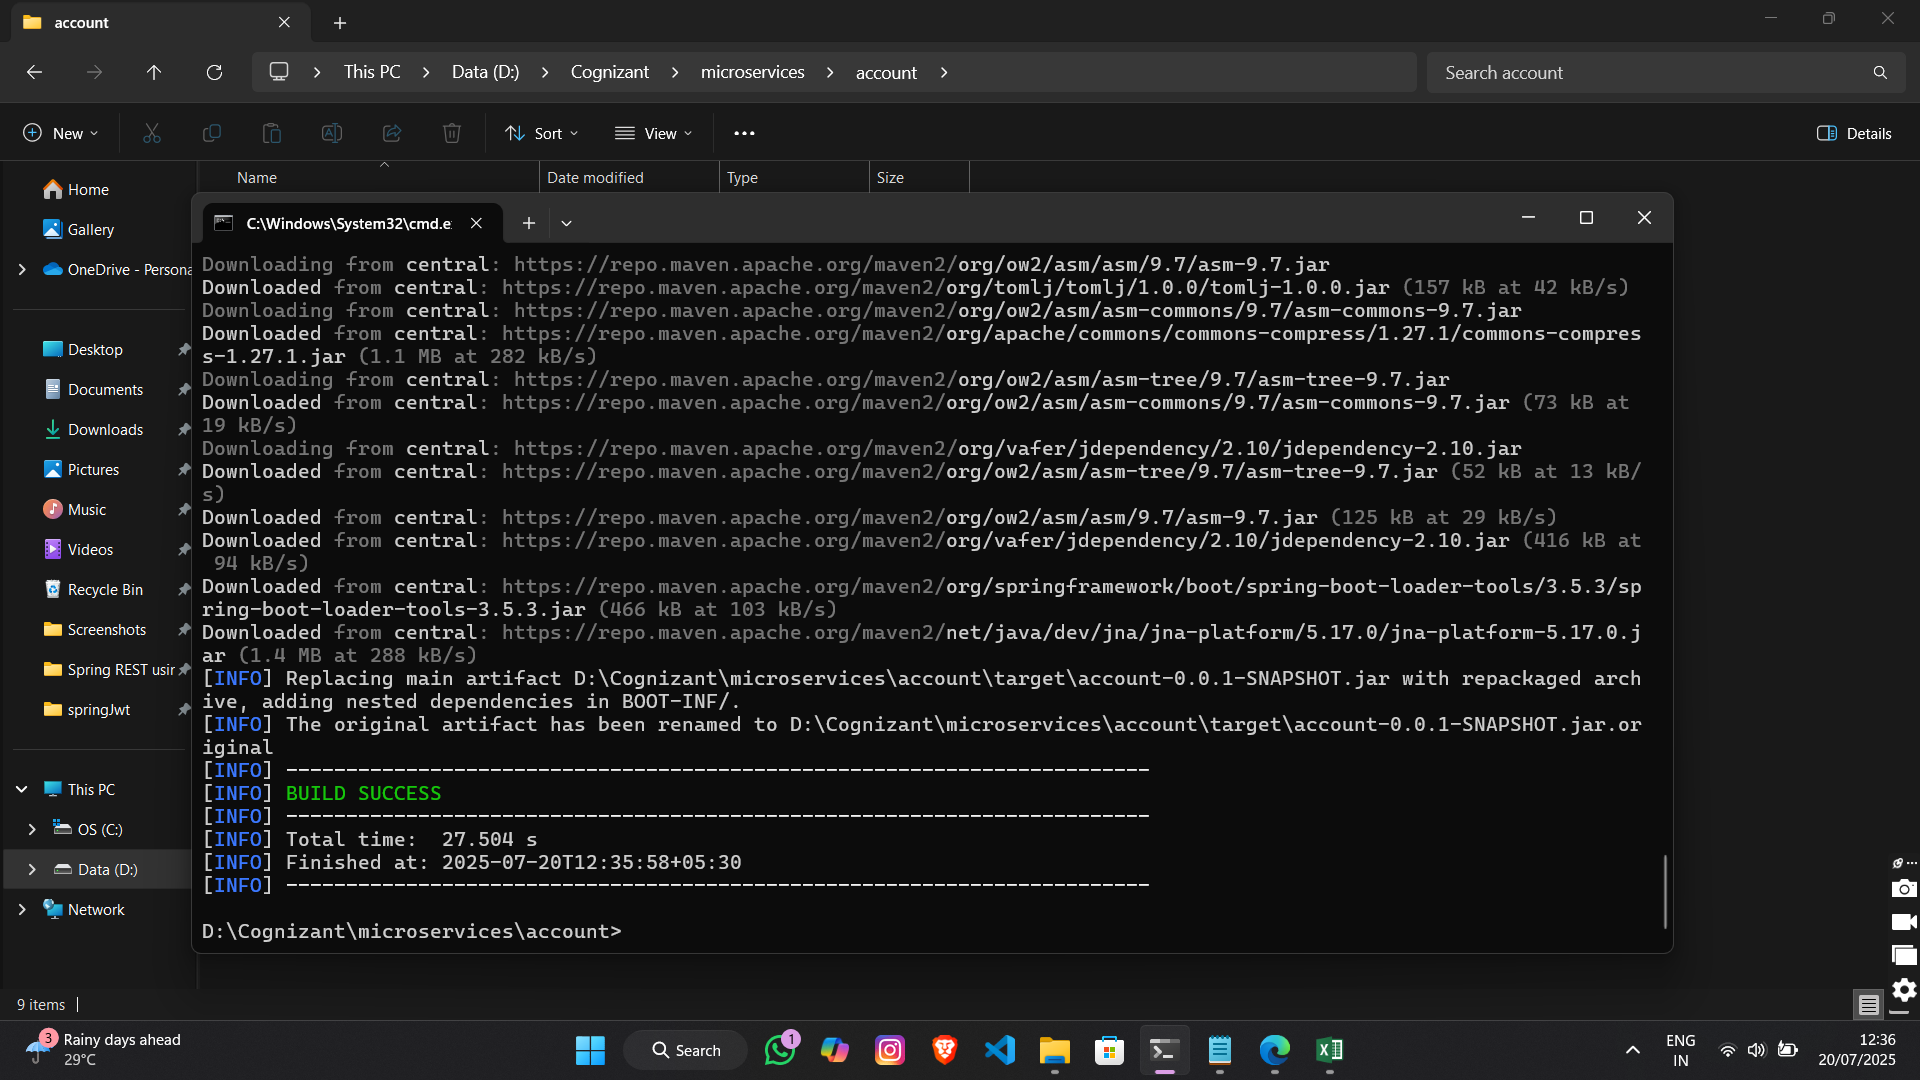 account
This PC
Data (D:)
Cognizant
microservices
account
Search account
New
Sort
View
Details
Name
Date modified
Type
Size
Home
Gallery
OneDrive - Persona
Desktop
Documents
Downloads
Pictures
Music
Videos
Recycle Bin
Screenshots
Spring REST usir
springJwt
This PC
OS (C:)
Data (D:)
Network
C:\Windows\System32\cmd.e
Downloading from central: https://repo.maven.apache.org/maven2/org/ow2/asm/asm/9.7/asm-9.7.jar
Downloaded from central: https://repo.maven.apache.org/maven2/org/tomlj/tomlj/1.0.0/tomlj-1.0.0.jar (157 kB at 42 kB/s)
Downloading from central: https://repo.maven.apache.org/maven2/org/ow2/asm/asm-commons/9.7/asm-commons-9.7.jar
Downloaded from central: https://repo.maven.apache.org/maven2/org/apache/commons/commons-compress/1.27.1/commons-compres
s-1.27.1.jar (1.1 MB at 282 kB/s)
Downloading from central: https://repo.maven.apache.org/maven2/org/ow2/asm/asm-tree/9.7/asm-tree-9.7.jar
Downloaded from central: https://repo.maven.apache.org/maven2/org/ow2/asm/asm-commons/9.7/asm-commons-9.7.jar (73 kB at
19 kB/s)
Downloading from central: https://repo.maven.apache.org/maven2/org/vafer/jdependency/2.10/jdependency-2.10.jar
Downloaded from central: https://repo.maven.apache.org/maven2/org/ow2/asm/asm-tree/9.7/asm-tree-9.7.jar (52 kB at 13 kB/
s)
Downloaded from central: https://repo.maven.apache.org/maven2/org/ow2/asm/asm/9.7/asm-9.7.jar (125 kB at 29 kB/s)
Downloaded from central: https://repo.maven.apache.org/maven2/org/vafer/jdependency/2.10/jdependency-2.10.jar (416 kB at
94 kB/s)
Downloaded from central: https://repo.maven.apache.org/maven2/org/springframework/boot/spring-boot-loader-tools/3.5.3/sp
ring-boot-loader-tools-3.5.3.jar (466 kB at 103 kB/s)
Downloaded from central: https://repo.maven.apache.org/maven2/net/java/dev/jna/jna-platform/5.17.0/jna-platform-5.17.0.j
ar (1.4 MB at 288 kB/s)
[INFO] Replacing main artifact D:\Cognizant\microservices\account\target\account-0.0.1-SNAPSHOT.jar with repackaged arch
ive, adding nested dependencies in BOOT-INF/.
[INFO] The original artifact has been renamed to D:\Cognizant\microservices\account\target\account-0.0.1-SNAPSHOT.jar.or
iginal
[INFO] ------------------------------------------------------------------------
[INFO] BUILD SUCCESS
[INFO] ------------------------------------------------------------------------
[INFO] Total time:  27.504 s
[INFO] Finished at: 2025-07-20T12:35:58+05:30
[INFO] ------------------------------------------------------------------------
D:\Cognizant\microservices\account>
9 items
3
Rainy days ahead
29°C
Search
1
ENG
IN
12:36
20/07/2025